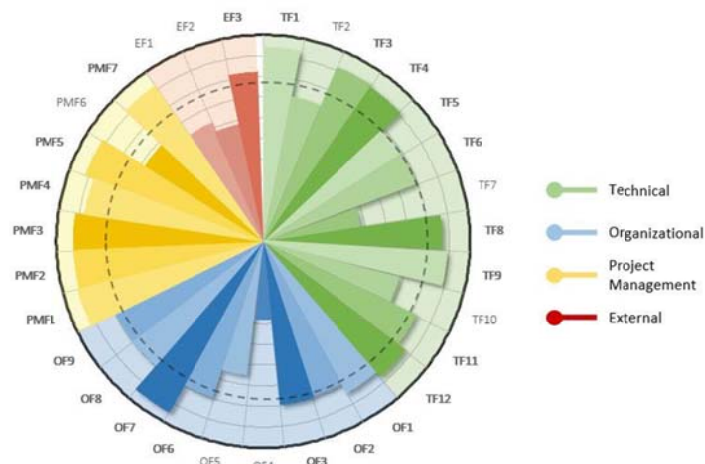 EF3
TF1
EF2
TF2
EF1
TF3
PMF7
TF4
PMF6
TF5
PMF5
TF6
PMF4
TF7
PMF3
TF8
PMF2
TF9
PMF1
TF10
OF9
TF11
OF8
TF12
OF7
OF1
OF6
OF2
OF5
OF3
Technical
Organizational
Project
Management
External